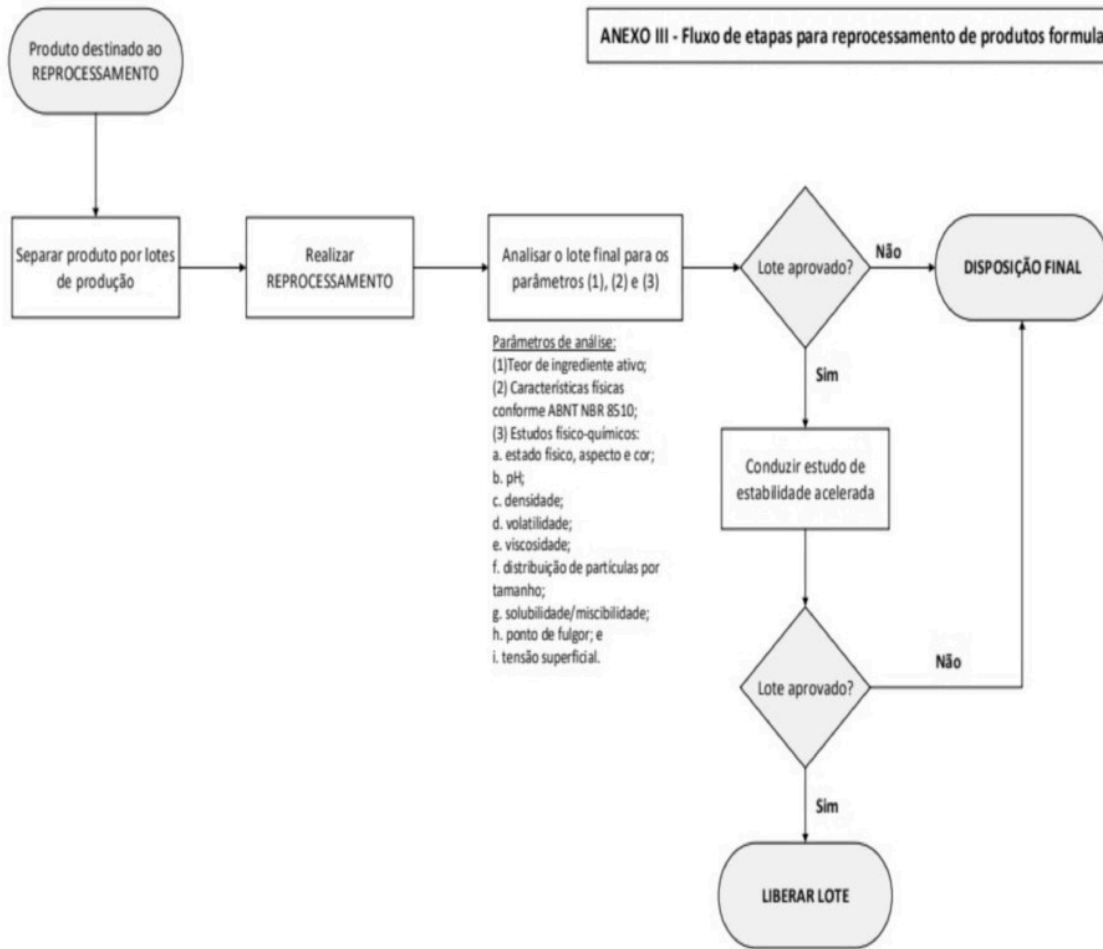 Produto destinado ao
REPROCESSAMENTO
ANEXO III - Fluxo de etapas para reprocessamento de produtos formula
Separar produto por lotes
de produção
Realizar
REPROCESSAMENTO
Analisar o lote final para os
parâmetros (1), (2) e (3)
Parâmetros de análise:
(1)Teor de ingrediente ativo;
(2) Características físicas
conforme ABNT NBR 8510;
(3) Estudos físico-químicos:
a. estado físico, aspecto e cor;
b. pH;
c. densidade;
d. volatilidade;
e. viscosidade;
f. distribuição de partículas por
tamanho;
g. solubilidade/miscibilidade;
h. ponto de fulgor; e
i. tensão superficial.
Lote aprovado?
Não
DISPOSIÇÃO FINAL
Sim
Conduzir estudo de
estabilidade acelerada
Lote aprovado?
Não
Sim
LIBERAR LOTE